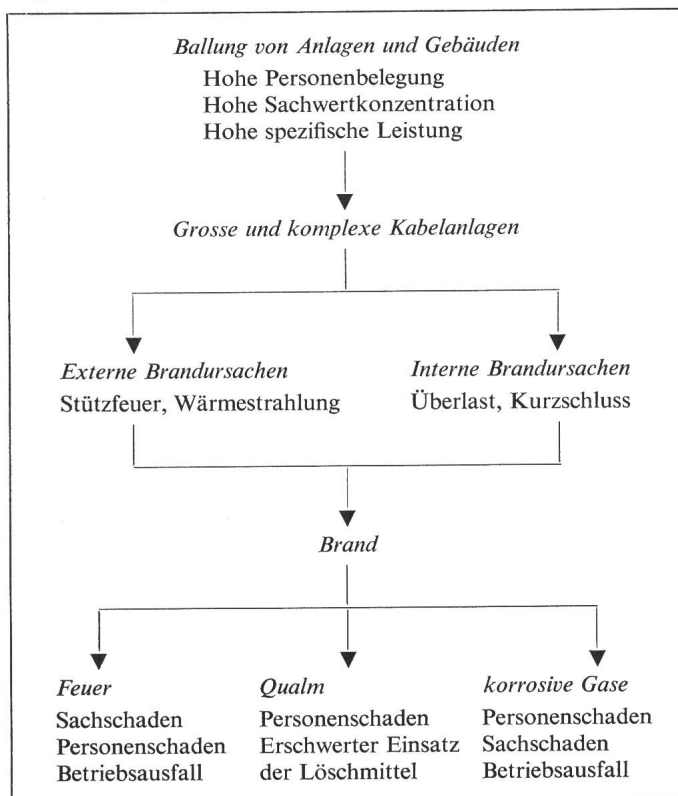 Ballung von Anlagen und Gebäuden
Hohe Personenbelegung
Hohe Sachwertkonzentration
Hohe spezifische Leistung
Grosse und komplexe Kabelanlagen
Externe Brandursachen
Stützfeuer, Wärmestrahlung
Interne Brandursachen
Überlast, Kurzschluss
Brand
Feuer
Sachschaden
Personenschaden
Betriebsausfall
Qualm
Personenschaden
Erschwerter Einsatz
der Löschmittel
korrosive Gase
Personenschaden
Sachschaden
Betriebsausfall